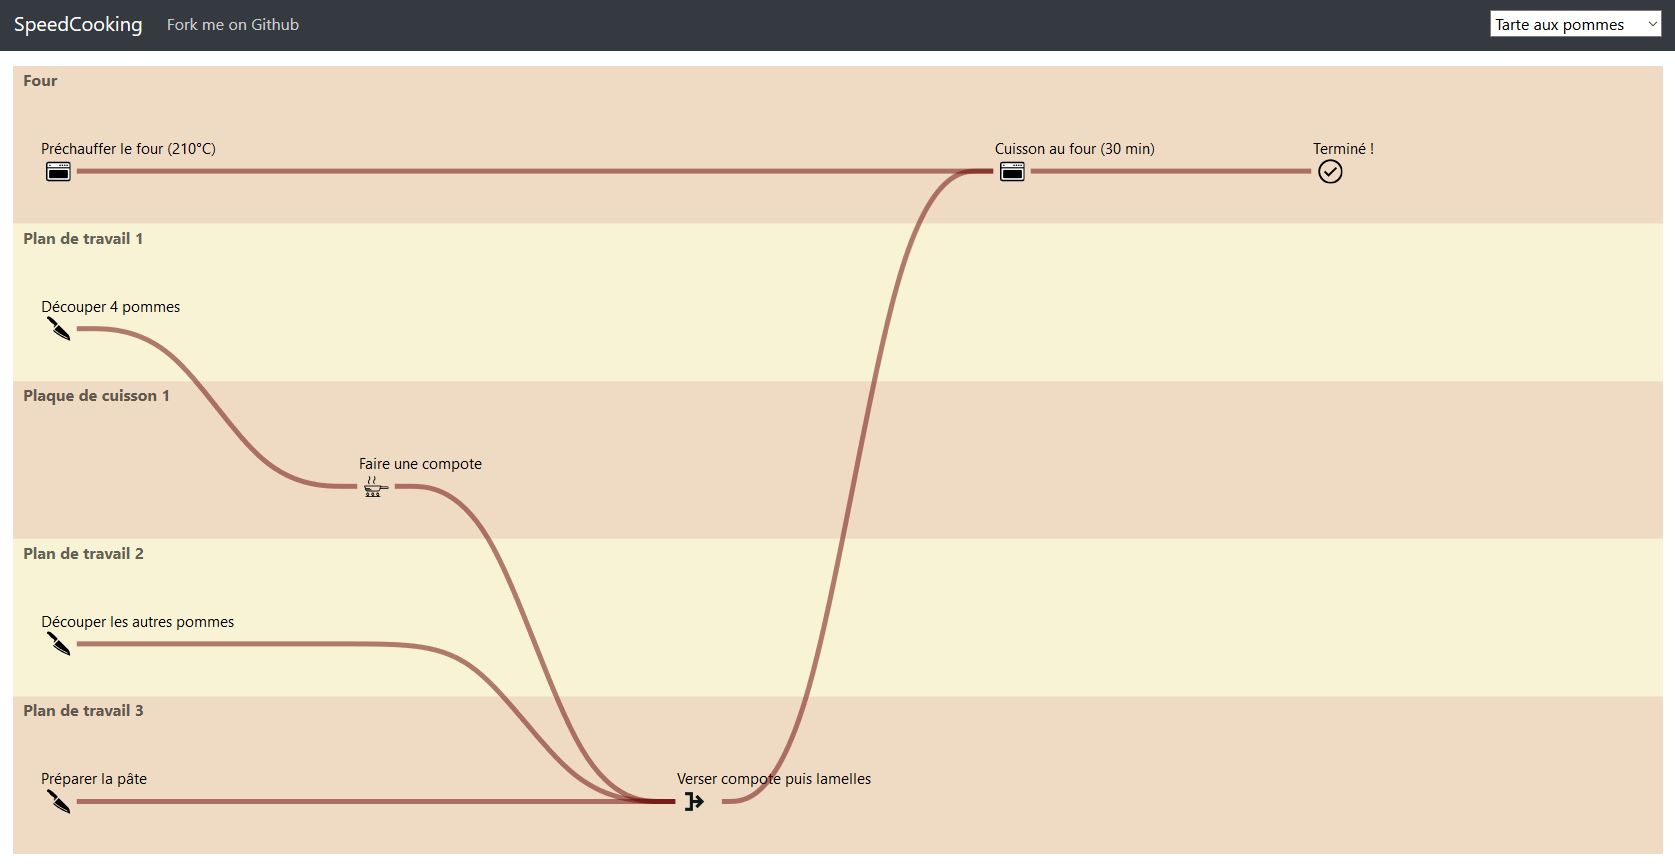 SpeedCooking Fork me on Github Tarte aux pommes
Four
Préchauffer le four (210°C) Cuisson au four (30 min) Terminé !
Plan de travail 1
Découper 4 pommes
Plaque de cuisson 1
Faire une compote
Plan de travail 2
Découper les autres pommes
Plan de travail 3
Préparer la pâte Verser compote puis lamelles